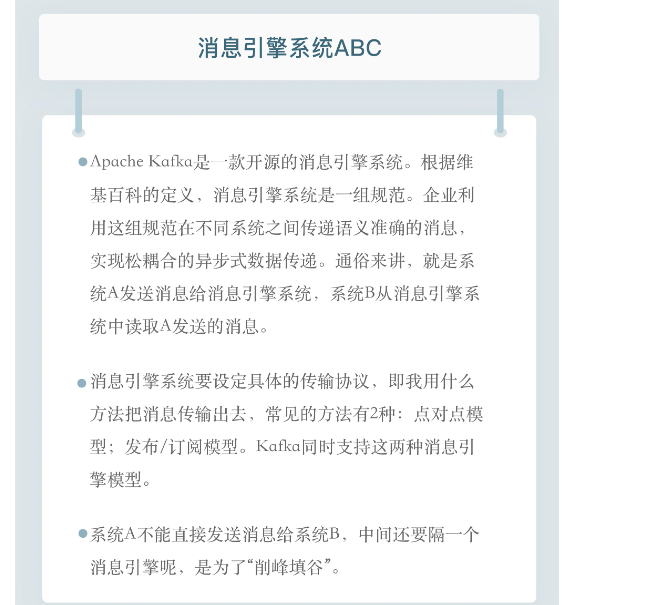 消息引擎系统ABC
Apache Kafka是一款开源的消息引擎系统。根据维
基百科的定义，消息引擎系统是一组规范。企业利
用这组规范在不同系统之间传递语义准确的消息，
实现松耦合的异步式数据传递。通俗来讲，就是系
统A发送消息给消息引擎系统，系统B从消息引擎系
统中读取A发送的消息。
消息引擎系统要设定具体的传输协议，即我用什么
方法把消息传输出去，常见的方法有2种：点对点模
型；发布/订阅模型。Kafka同时支持这两种消息引
擎模型。
系统A不能直接发送消息给系统B，中间还要隔一个
消息引擎呢，是为了“削峰填谷”。